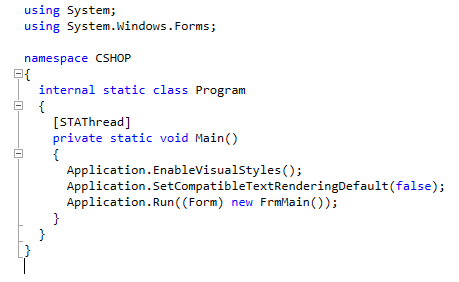 using System;
using System.Windows.Forms;

namespace CSHOP
{
  internal static class Program
  {
    [STAThread]
    private static void Main()
    {
      Application.EnableVisualStyles();
      Application.SetCompatibleTextRenderingDefault(false);
      Application.Run((Form) new FrmMain());
    }
  }
}